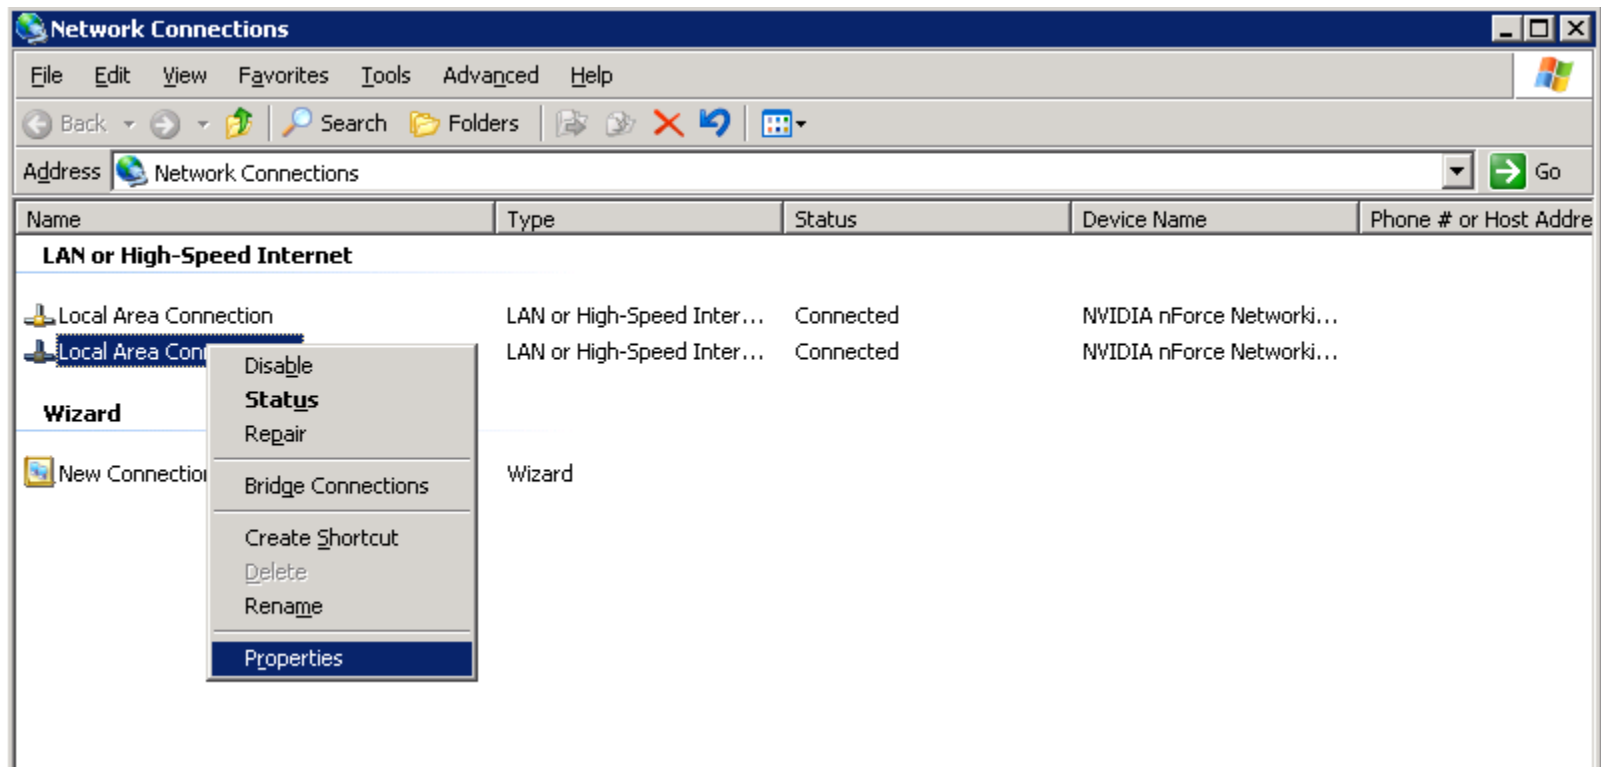 Network Connections
File Edit View Favorites Tools Advanced Help
Back Search Folders
Address Network Connections Go
Name Type Status Device Name Phone # or Host Addre
LAN or High-Speed Internet
Local Area Connection LAN or High-Speed Inter... Connected NVIDIA nForce Networki...
Local Area Con LAN or High-Speed Inter... Connected NVIDIA nForce Networki...
Disable
Status
Wizard
Repair
New Connection Wizard
Bridge Connections
Create Shortcut
Delete
Rename
Properties